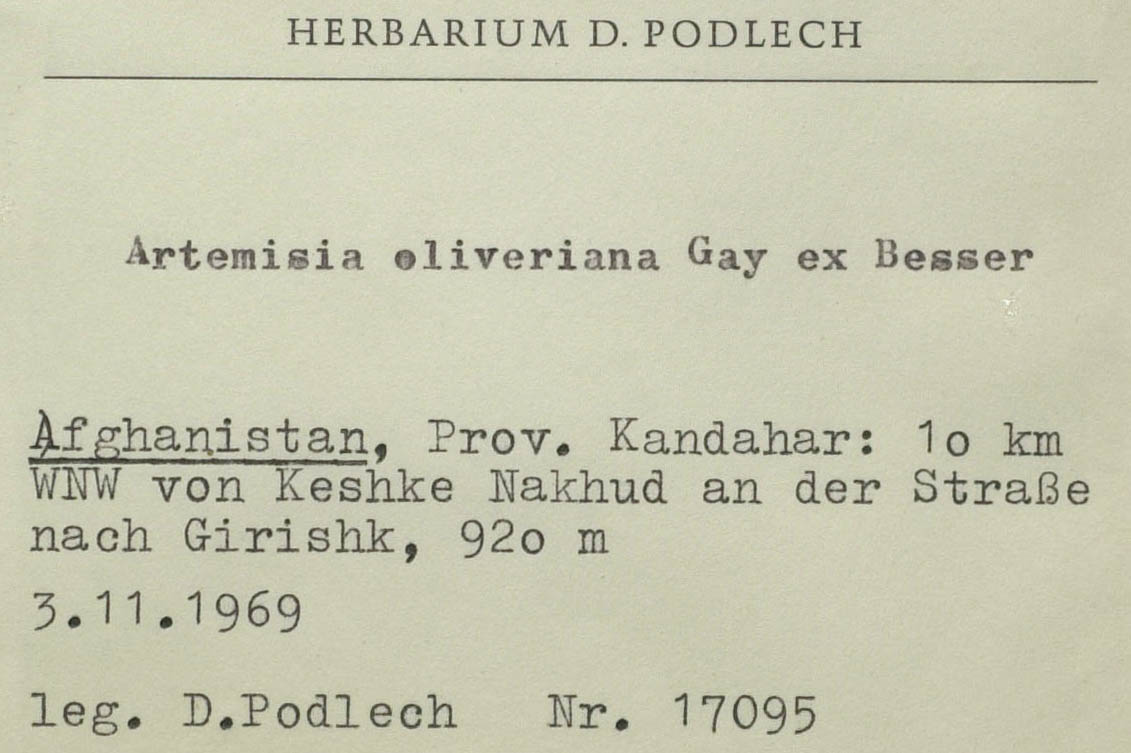 HERBARIUM D. PODLECH
Artemisia oliveriana Gay ex Besser
Afghanistan, Prov. Kandahar: 1o km
WNW von Keshke Nakhud an der Straße
nach Girishk, 92o m
3.11.1969
leg. D.Podlech Nr. 17095